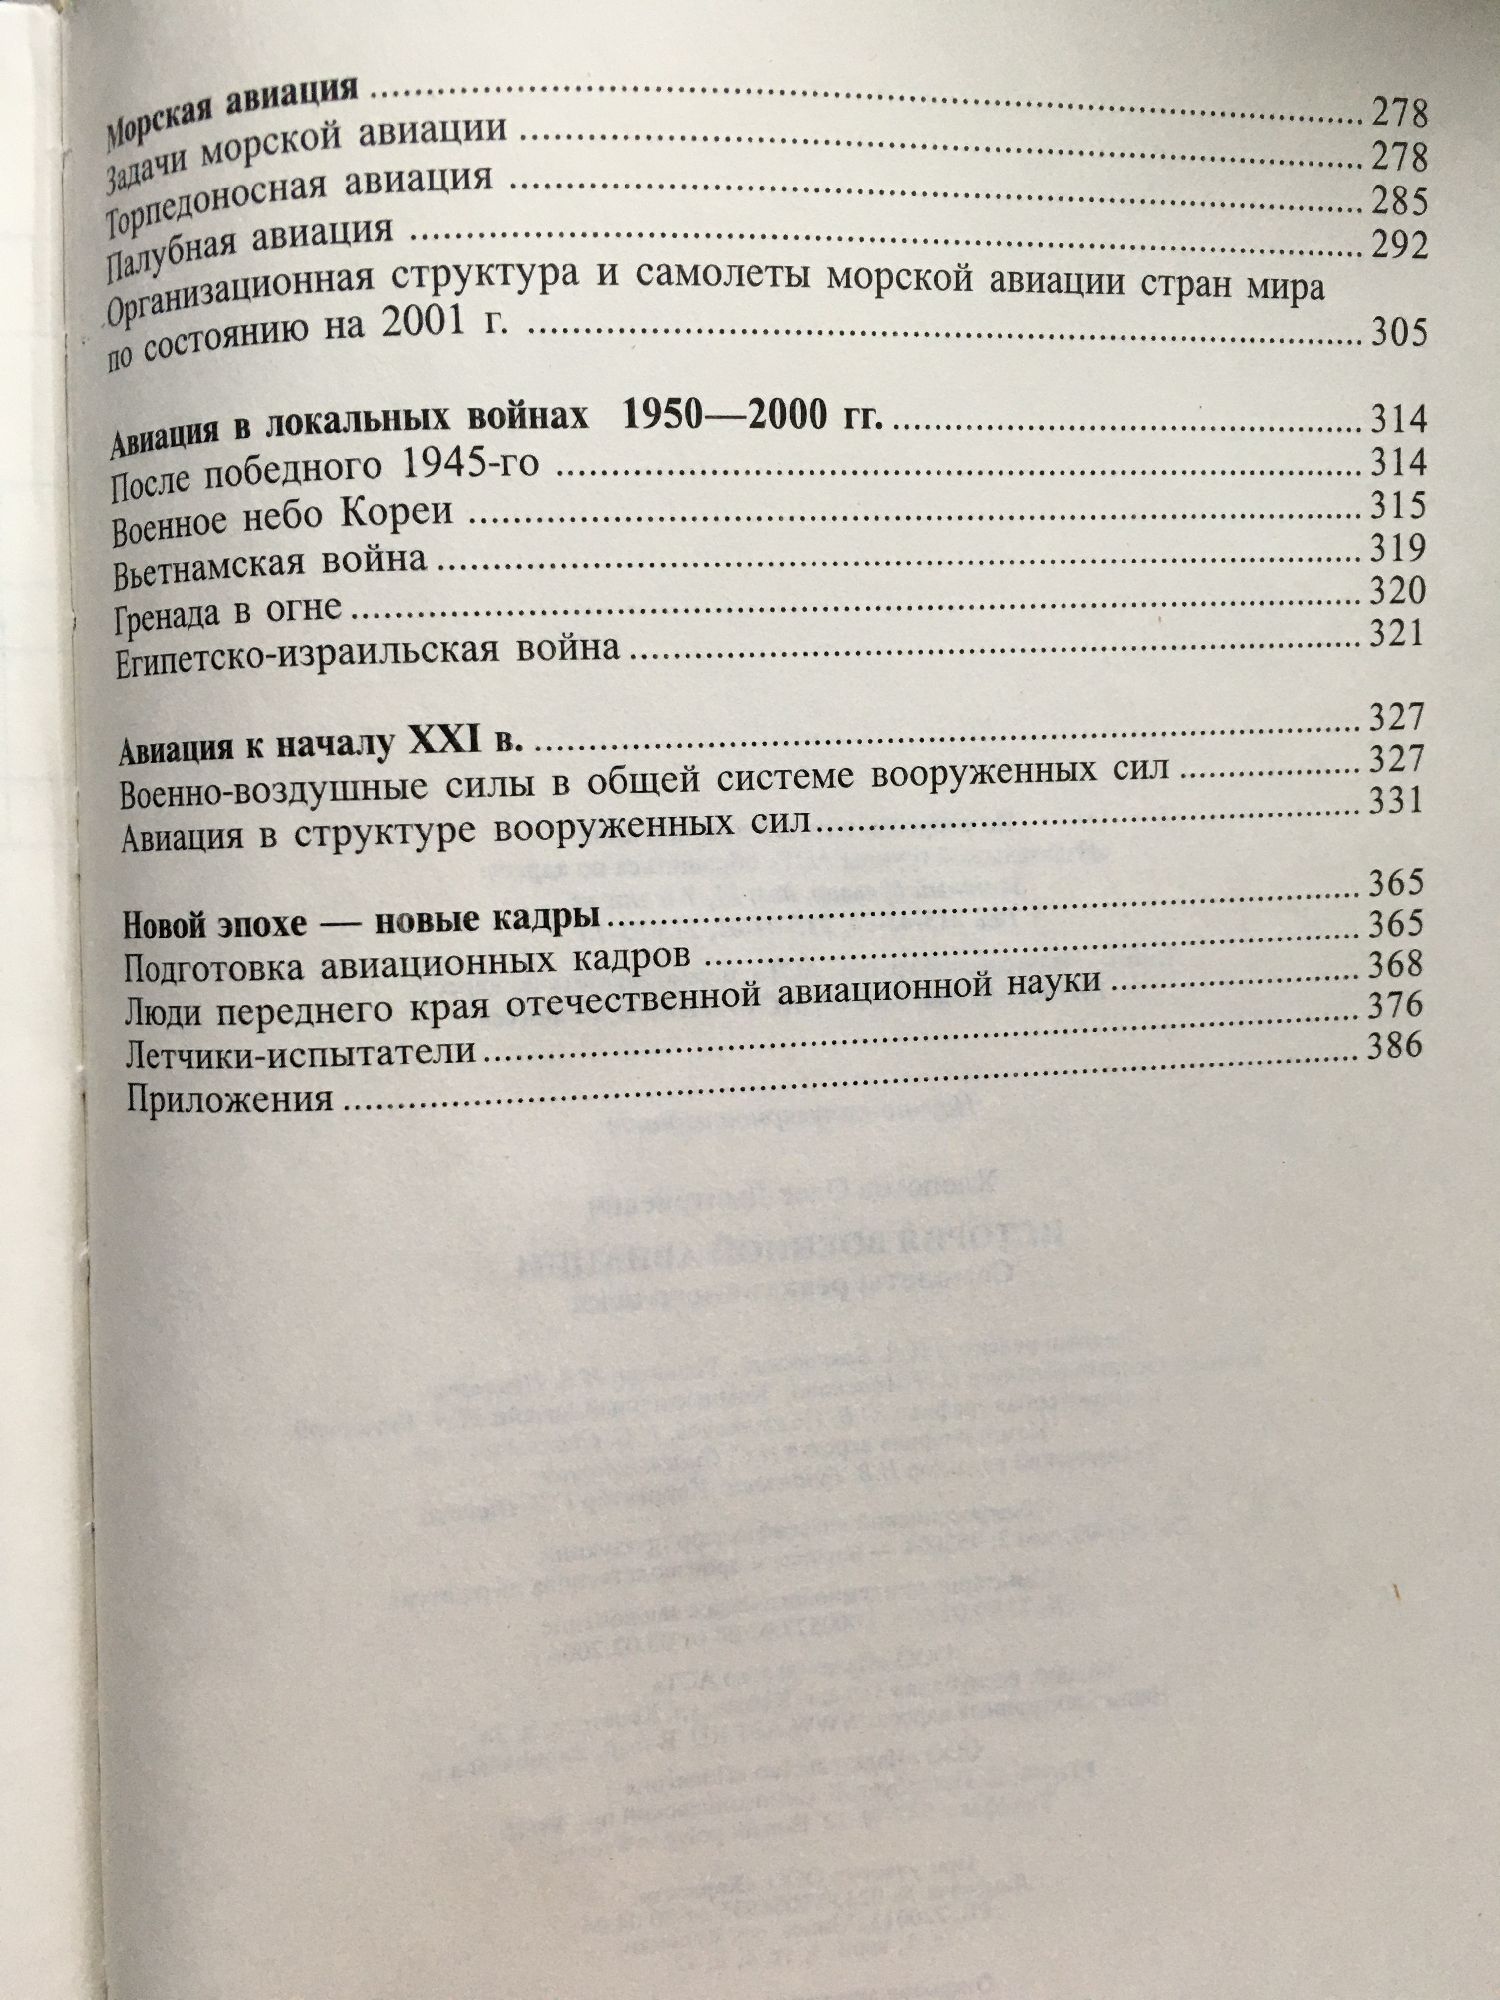 Морская авиация ........ 278
Задачи морской авиации ........ 278
Торпедоносная авиация ........ 285
Палубная авиация ........ 292
Организационная структура и самолеты морской авиации стран мира
по состоянию на 2001 г. ........ 305
Авиация в локальных войнах 1950—2000 гг. ........ 314
После победного 1945-го ........ 314
Военное небо Кореи ........ 315
Вьетнамская война ........ 319
Гренада в огне ........ 320
Египетско-израильская война ........ 321
Авиация к началу XXI в. ........ 327
Военно-воздушные силы в общей системе вооруженных сил ........ 327
Авиация в структуре вооруженных сил ........ 331
Новой эпохе — новые кадры ........ 365
Подготовка авиационных кадров ........ 365
Люди переднего края отечественной авиационной науки ........ 368
Летчики-испытатели ........ 376
Приложения ........ 386